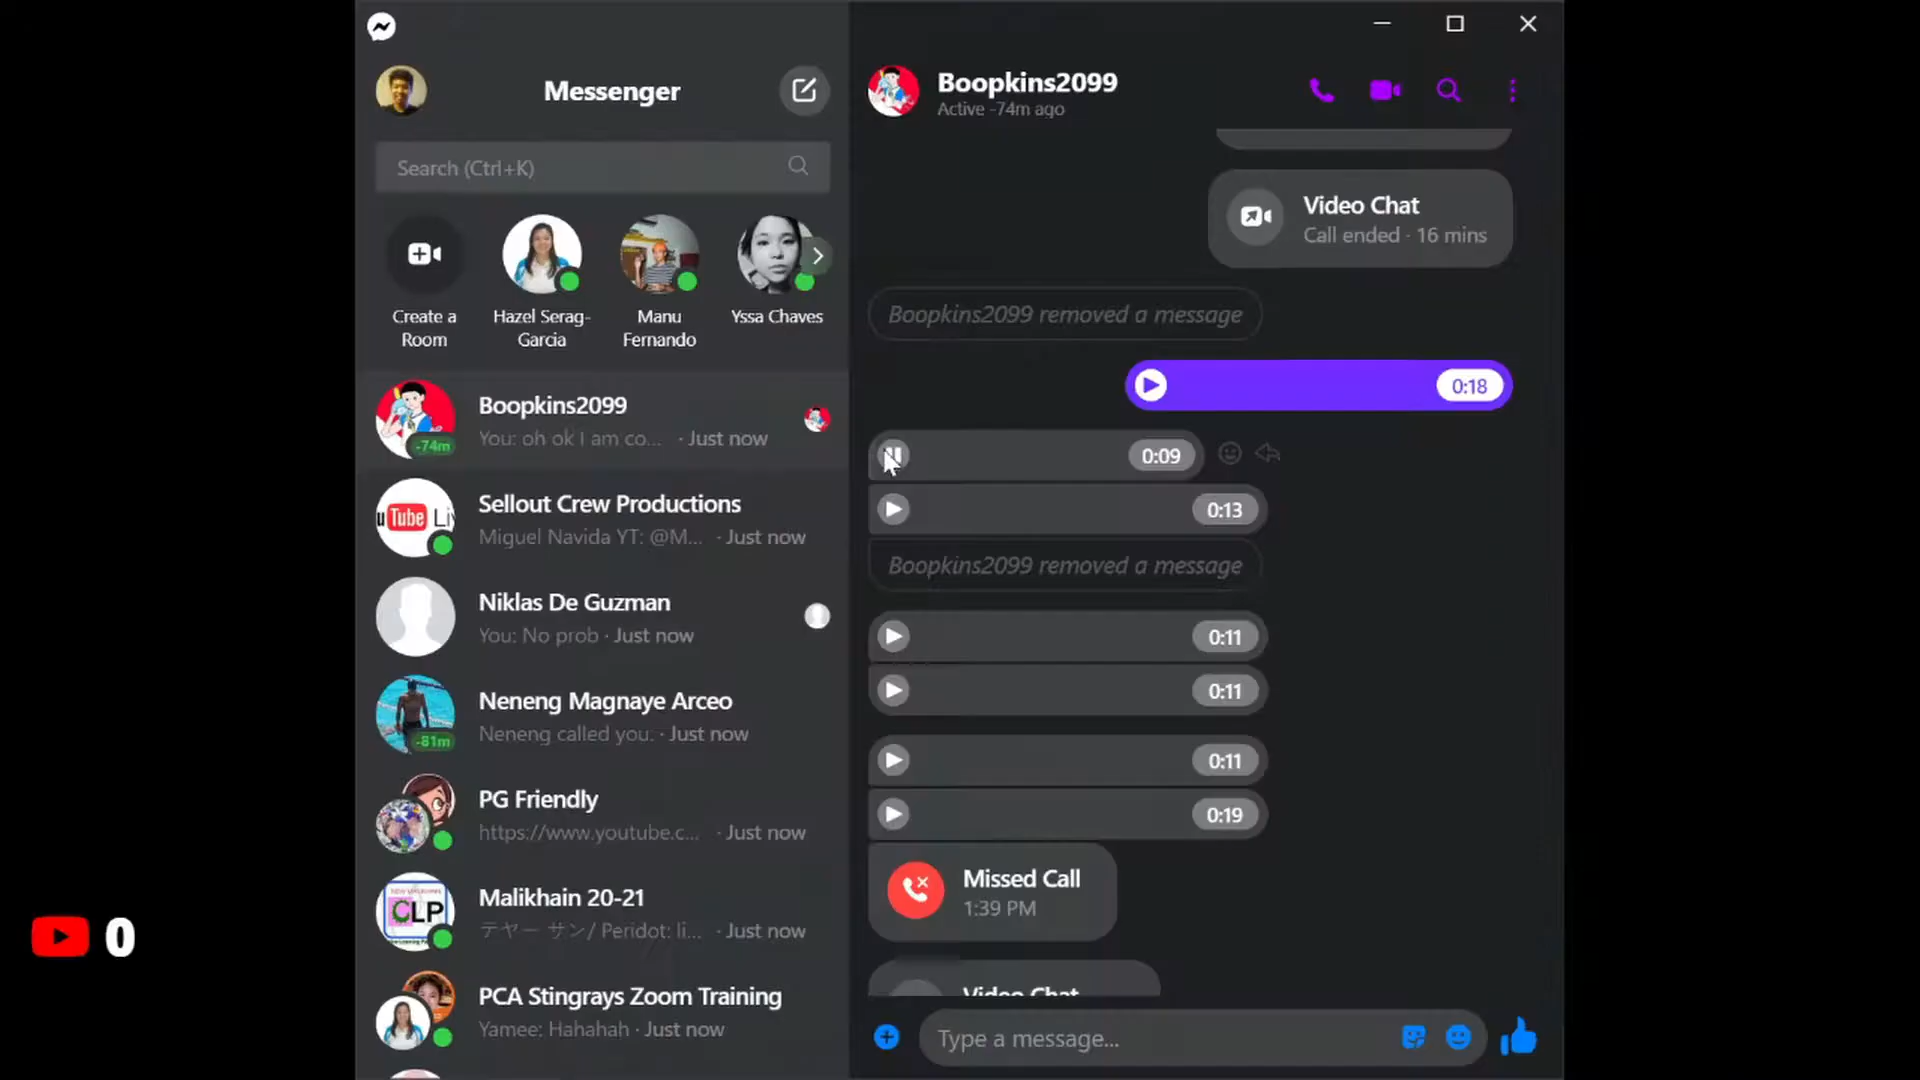 Messenger
Search (Ctrl+K)
Create a
Room
Hazel Serag-
Garcia
Manu
Fernando
Yssa Chaves
Boopkins2099
You: oh ok I am co... · Just now
-74m
Sellout Crew Productions
Miguel Navida YT: @M... · Just now
uTube Li
Niklas De Guzman
You: No prob · Just now
Neneng Magnaye Arceo
Neneng called you. · Just now
-81m
PG Friendly
https://www.youtube.c... · Just now
Malikhain 20-21
テヤー サン/ Peridot: li... · Just now
CLP
PCA Stingrays Zoom Training
Yamee: Hahahah · Just now
Boopkins2099
Active -74m ago
Video Chat
Call ended · 16 mins
Boopkins2099 removed a message
0:18
0:09
0:13
Boopkins2099 removed a message
0:11
0:11
0:11
0:19
Missed Call
1:39 PM
Video Chat
Type a message...
0